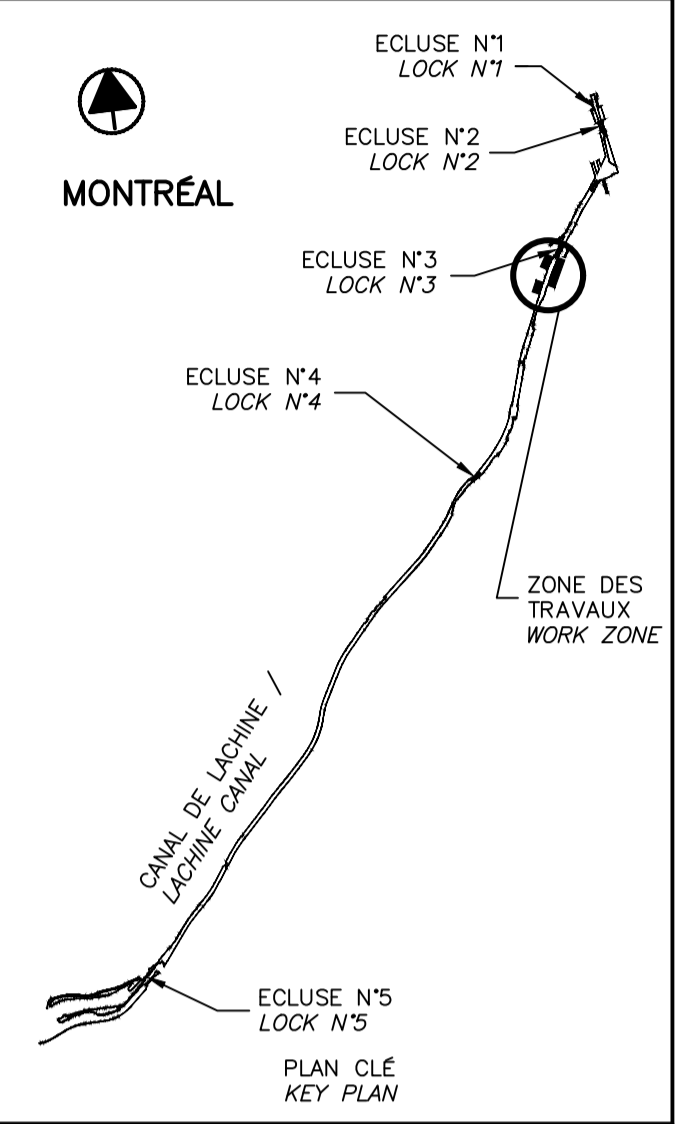 ECLUSE N°1
LOCK N°1
MONTRÉAL
ECLUSE N°2
LOCK N°2
ECLUSE N°3
LOCK N°3
ECLUSE N°4
LOCK N°4
ZONE DES
TRAVAUX
WORK ZONE
CANAL DE LACHINE /
LACHINE CANAL
ECLUSE N°5
LOCK N°5
PLAN CLÉ
KEY PLAN